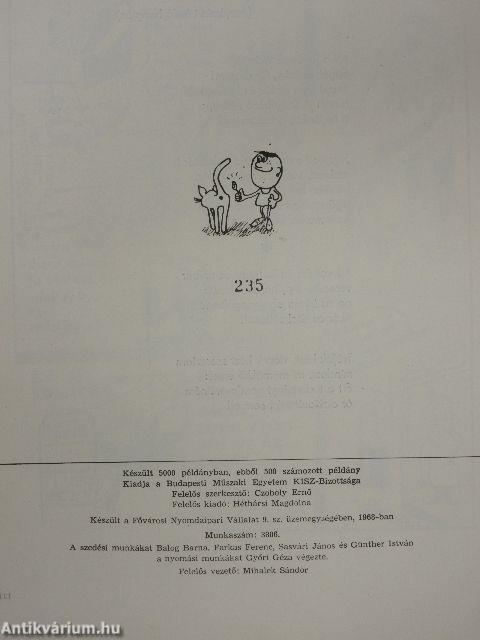 235
Készült 5000 példányban, ebből 500 számozott példány
Kiadja a Budapesti Műszaki Egyetem KISZ-Bizottsága
Felelős szerkesztő: Czoboly Ernő
Felelős kiadó: Héthársi Magdolna
Készült a Fővárosi Nyomdaipari Vállalat 9. sz. üzemegységében, 1968-ban
Munkaszám: 3806.
A szedési munkákat Balog Barna, Farkas Ferenc, Sasvári János és Günther István
a nyomási munkákat Győri Géza végezte.
Felelős vezető: Mihalek Sándor
Antikvárium.hu